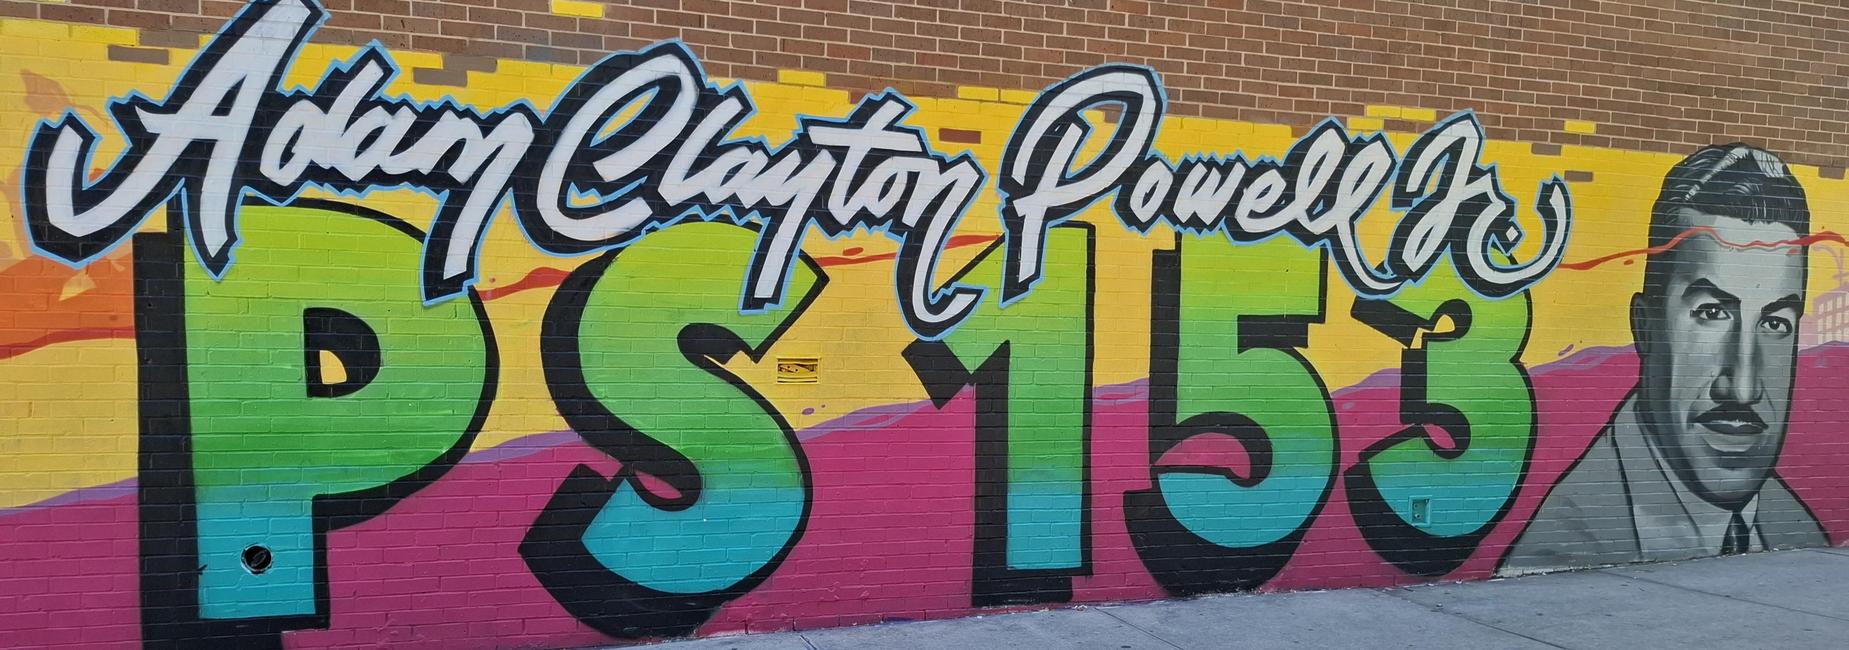 Adam Clayton Powell Jr.
PS 153